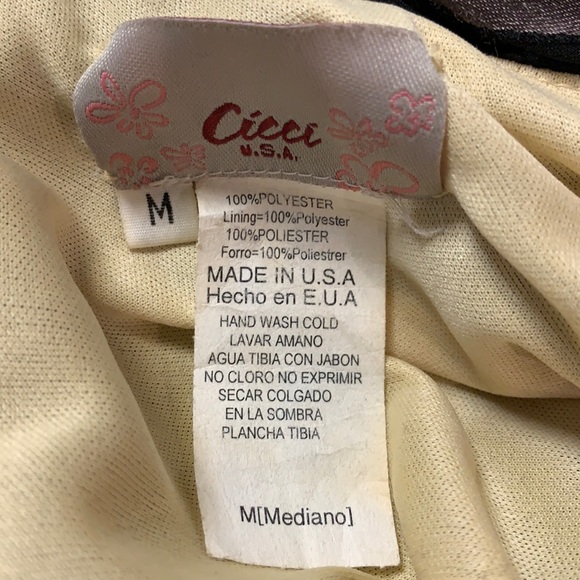 Cicci
U.S.A.
M
100%POLYESTER
Lining=100%Polyester
100%POLIESTER
Forro=100%Poliestrer
MADE IN U.S.A
Hecho en E.U.A
HAND WASH COLD
LAVAR AMANO
AGUA TIBIA CON JABON
NO CLORO NO EXPRIMIR
SECAR COLGADO
EN LA SOMBRA
PLANCHA TIBIA
M[Mediano]